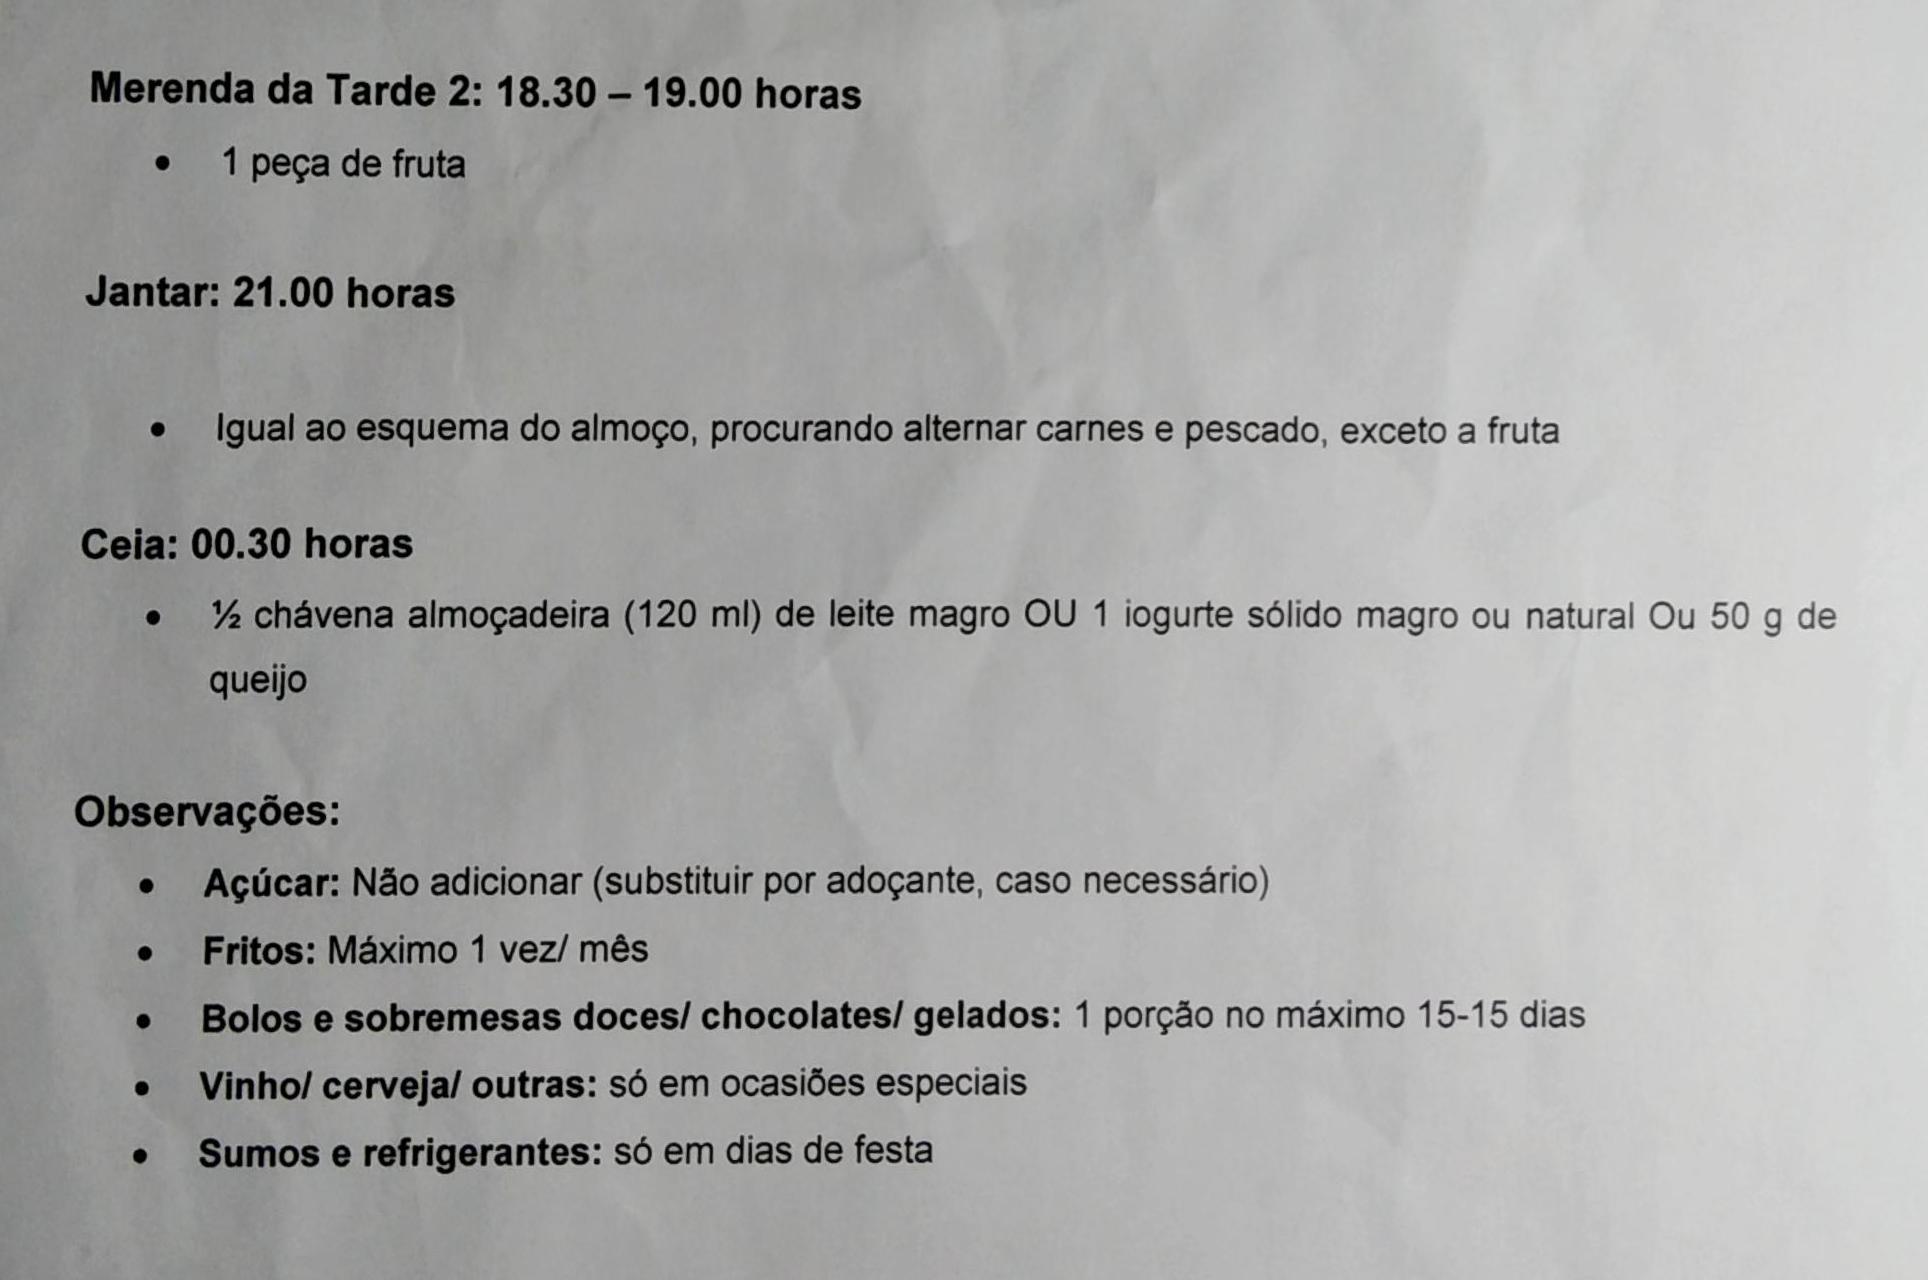 Merenda da Tarde 2: 18.30 – 19.00 horas
• 1 peça de fruta
Jantar: 21.00 horas
• Igual ao esquema do almoço, procurando alternar carnes e pescado, exceto a fruta
Ceia: 00.30 horas
• ½ chávena almoçadeira (120 ml) de leite magro OU 1 iogurte sólido magro ou natural Ou 50 g de
queijo
Observações:
• Açúcar: Não adicionar (substituir por adoçante, caso necessário)
• Fritos: Máximo 1 vez/ mês
• Bolos e sobremesas doces/ chocolates/ gelados: 1 porção no máximo 15-15 dias
• Vinho/ cerveja/ outras: só em ocasiões especiais
• Sumos e refrigerantes: só em dias de festa